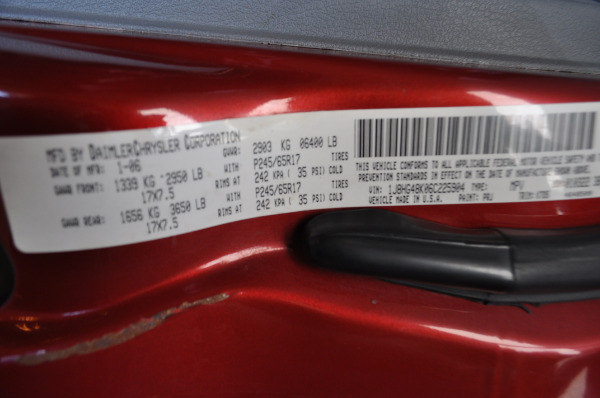 MFD BY DAIMLERCHRYSLER CORPORATION
DATE OF MFR: 1-06 GVWR: 2903 KG 06400 LB
GAWR FRONT: 1339 KG 2950 LB WITH TIRES P245/65R17
17X7.5 RIMS AT 242 KPA ( 35 PSI) COLD
GAWR REAR: 1656 KG 3650 LB WITH TIRES P245/65R17
17X7.5 RIMS AT 242 KPA ( 35 PSI) COLD
THIS VEHICLE CONFORMS TO ALL APPLICABLE FEDERAL MOTOR VEHICLE SAFETY AND
PREVENTION STANDARDS IN EFFECT ON THE DATE OF
MANUFACTURE
VIN: 1J8HG48K06C225904 TYPE: MPV
VEHICLE MADE IN U.S.A. PAINT: PRU TRIM: